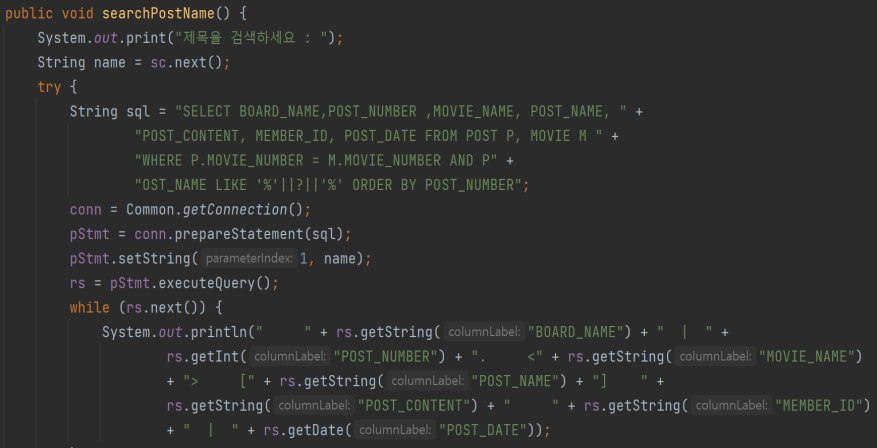 public void searchPostName() {
System.out.print("제목을 검색하세요 : ");
String name = sc.next();
try {
String sql = "SELECT BOARD_NAME,POST_NUMBER ,MOVIE_NAME, POST_NAME, " +
"POST_CONTENT, MEMBER_ID, POST_DATE FROM POST P, MOVIE M " +
"WHERE P.MOVIE_NUMBER = M.MOVIE_NUMBER AND P" +
"OST_NAME LIKE '%'||?||'%' ORDER BY POST_NUMBER";
conn = Common.getConnection();
pStmt = conn.prepareStatement(sql);
pStmt.setString( parameterIndex: 1, name);
rs = pStmt.executeQuery();
while (rs.next()) {
System.out.println("     " + rs.getString( columnLabel: "BOARD_NAME") + "  |  " +
rs.getInt( columnLabel: "POST_NUMBER") + ".    <" + rs.getString( columnLabel: "MOVIE_NAME")
+ ">    [" + rs.getString( columnLabel: "POST_NAME") + "]   " +
rs.getString( columnLabel: "POST_CONTENT") + "    " + rs.getString( columnLabel: "MEMBER_ID")
+ "  |  " + rs.getDate( columnLabel: "POST_DATE"));